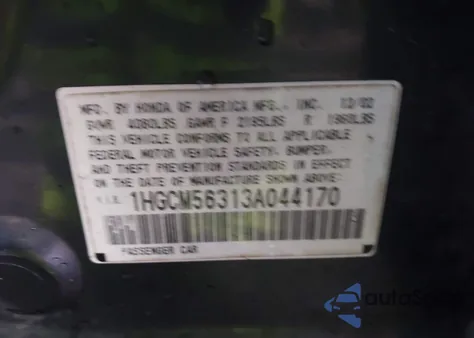 MFD. BY HONDA OF AMERICA MFG., INC. 12/02
GVWR 4080LBS GAWR F 2195LBS R 1960LBS
THIS VEHICLE CONFORMS TO ALL APPLICABLE
FEDERAL MOTOR VEHICLE SAFETY, BUMPER,
AND THEFT PREVENTION STANDARDS IN EFFECT
ON THE DATE OF MANUFACTURE SHOWN ABOVE.
V.I.N. 1HGCM56313A044170
PASSENGER CAR